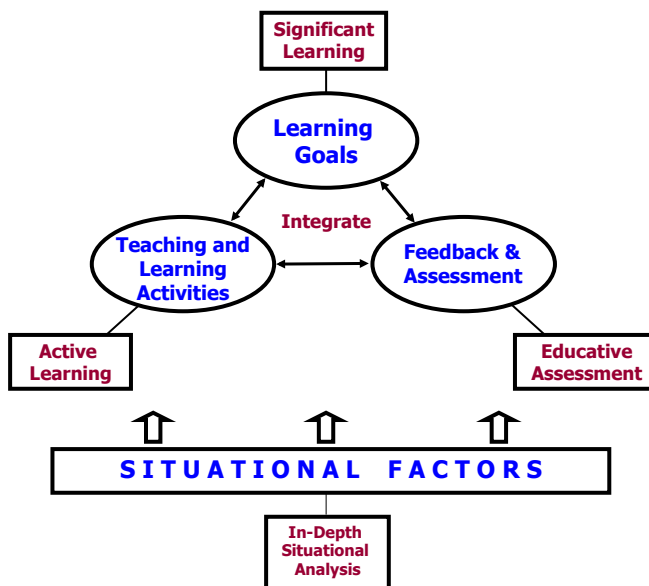 Significant
Learning
Learning
Goals
Integrate
Teaching and
Learning
Activities
Feedback &
Assessment
Active
Learning
Educative
Assessment
SITUATIONAL FACTORS
In-Depth
Situational
Analysis